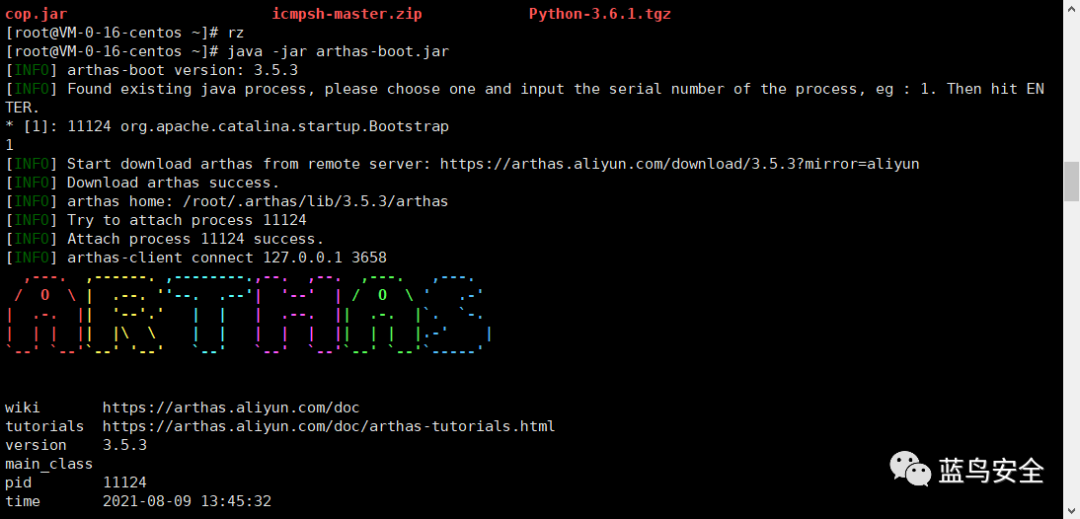 cop.jar icmpsh-master.zip Python-3.6.1.tgz
[root@VM-0-16-centos ~]# rz
[root@VM-0-16-centos ~]# java -jar arthas-boot.jar
[INFO] arthas-boot version: 3.5.3
[INFO] Found existing java process, please choose one and input the serial number of the process, eg : 1. Then hit EN
TER.
* [1]: 11124 org.apache.catalina.startup.Bootstrap
1
[INFO] Start download arthas from remote server: https://arthas.aliyun.com/download/3.5.3?mirror=aliyun
[INFO] Download arthas success.
[INFO] arthas home: /root/.arthas/lib/3.5.3/arthas
[INFO] Try to attach process 11124
[INFO] Attach process 11124 success.
[INFO] arthas-client connect 127.0.0.1 3658
ARTHAS
wiki https://arthas.aliyun.com/doc
tutorials https://arthas.aliyun.com/doc/arthas-tutorials.html
version 3.5.3
main_class
pid 11124
time 2021-08-09 13:45:32
蓝鸟安全